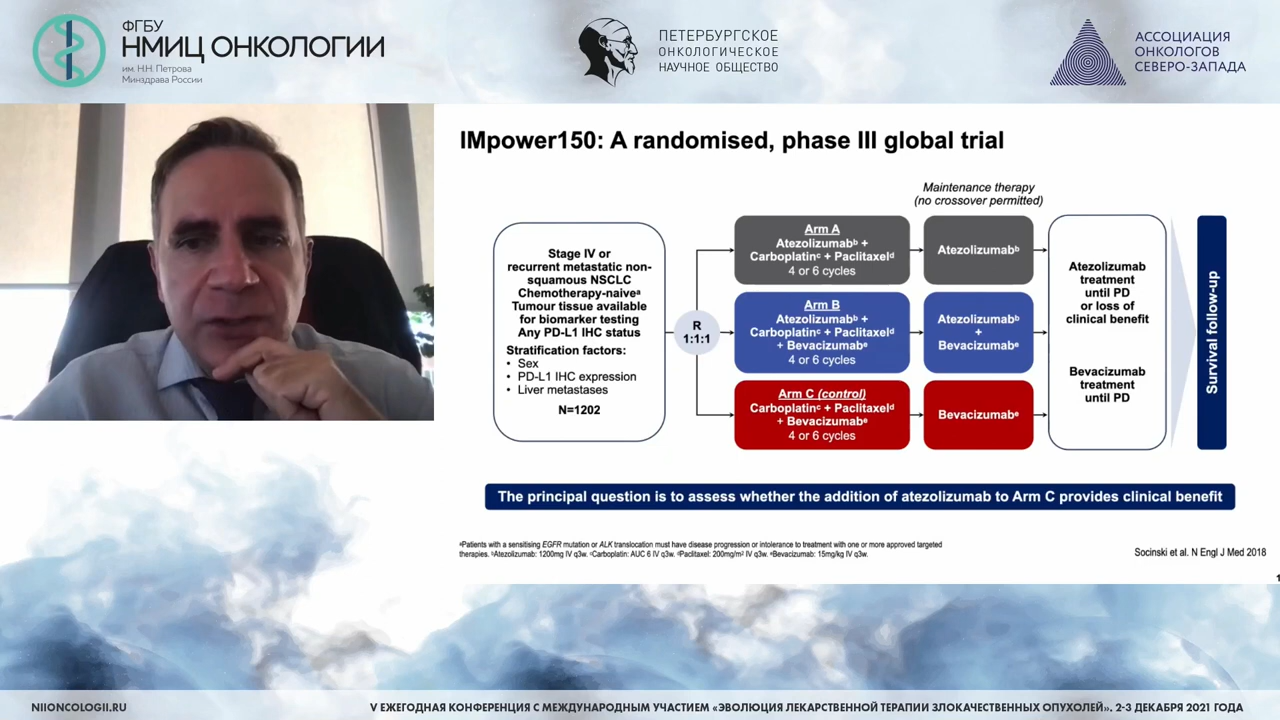 ФГБУ
НМИЦ ОНКОЛОГИИ
им. Н.Н. Петрова
Минздрава России
ПЕТЕРБУРГСКОЕ
ОНКОЛОГИЧЕСКОЕ
НАУЧНОЕ ОБЩЕСТВО
АССОЦИАЦИЯ
ОНКОЛОГОВ
СЕВЕРО-ЗАПАДА
IMpower150: A randomised, phase III global trial
Maintenance therapy
(no crossover permitted)
Stage IV or
recurrent metastatic non-
squamous NSCLC
Chemotherapy-naiveᵃ
Tumour tissue available
for biomarker testing
Any PD-L1 IHC status
Stratification factors:
• Sex
• PD-L1 IHC expression
• Liver metastases
N=1202
R
1:1:1
Arm A
Atezolizumabᵇ +
Carboplatinᶜ + Paclitaxelᵈ
4 or 6 cycles
Atezolizumabᵇ
Arm B
Atezolizumabᵇ +
Carboplatinᶜ + Paclitaxelᵈ
+ Bevacizumabᵉ
4 or 6 cycles
Atezolizumabᵇ
+
Bevacizumabᵉ
Arm C (control)
Carboplatinᶜ + Paclitaxelᵈ
+ Bevacizumabᵉ
4 or 6 cycles
Bevacizumabᵉ
Atezolizumab
treatment
until PD
or loss of
clinical benefit
Bevacizumab
treatment
until PD
Survival follow-up
The principal question is to assess whether the addition of atezolizumab to Arm C provides clinical benefit
ᵃPatients with a sensitising EGFR mutation or ALK translocation must have disease progression or intolerance to treatment with one or more approved targeted
therapies. ᵇAtezolizumab: 1200mg IV q3w. ᶜCarboplatin: AUC 6 IV q3w. ᵈPaclitaxel: 200mg/m² IV q3w. ᵉBevacizumab: 15mg/kg IV q3w.
Socinski et al. N Engl J Med 2018
NIIONCOLOGII.RU
V ЕЖЕГОДНАЯ КОНФЕРЕНЦИЯ С МЕЖДУНАРОДНЫМ УЧАСТИЕМ «ЭВОЛЮЦИЯ ЛЕКАРСТВЕННОЙ ТЕРАПИИ ЗЛОКАЧЕСТВЕННЫХ ОПУХОЛЕЙ». 2-3 ДЕКАБРЯ 2021 ГОДА